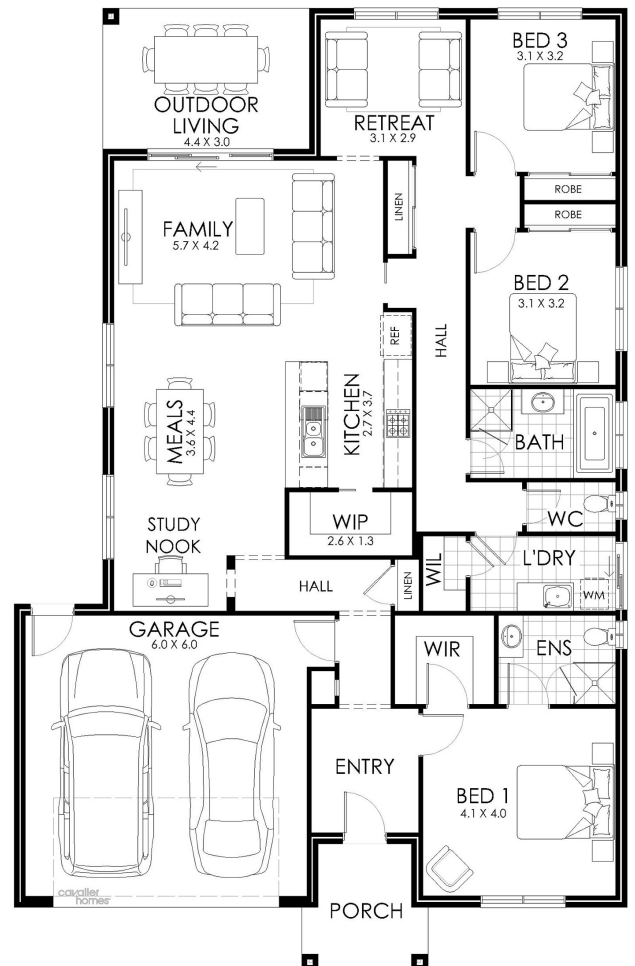 OUTDOOR
LIVING
4.4 X 3.0
RETREAT
3.1 X 2.9
BED 3
3.1 X 3.2
ROBE
ROBE
LINEN
FAMILY
5.7 X 4.2
BED 2
3.1 X 3.2
HALL
REF
KITCHEN
2.7 X 3.7
MEALS
3.6 X 4.4
BATH
WIP
2.6 X 1.3
WC
STUDY
NOOK
HALL
LINEN
WIL
L'DRY
WM
GARAGE
6.0 X 6.0
WIR
ENS
ENTRY
BED 1
4.1 X 4.0
cavalier
homes
PORCH